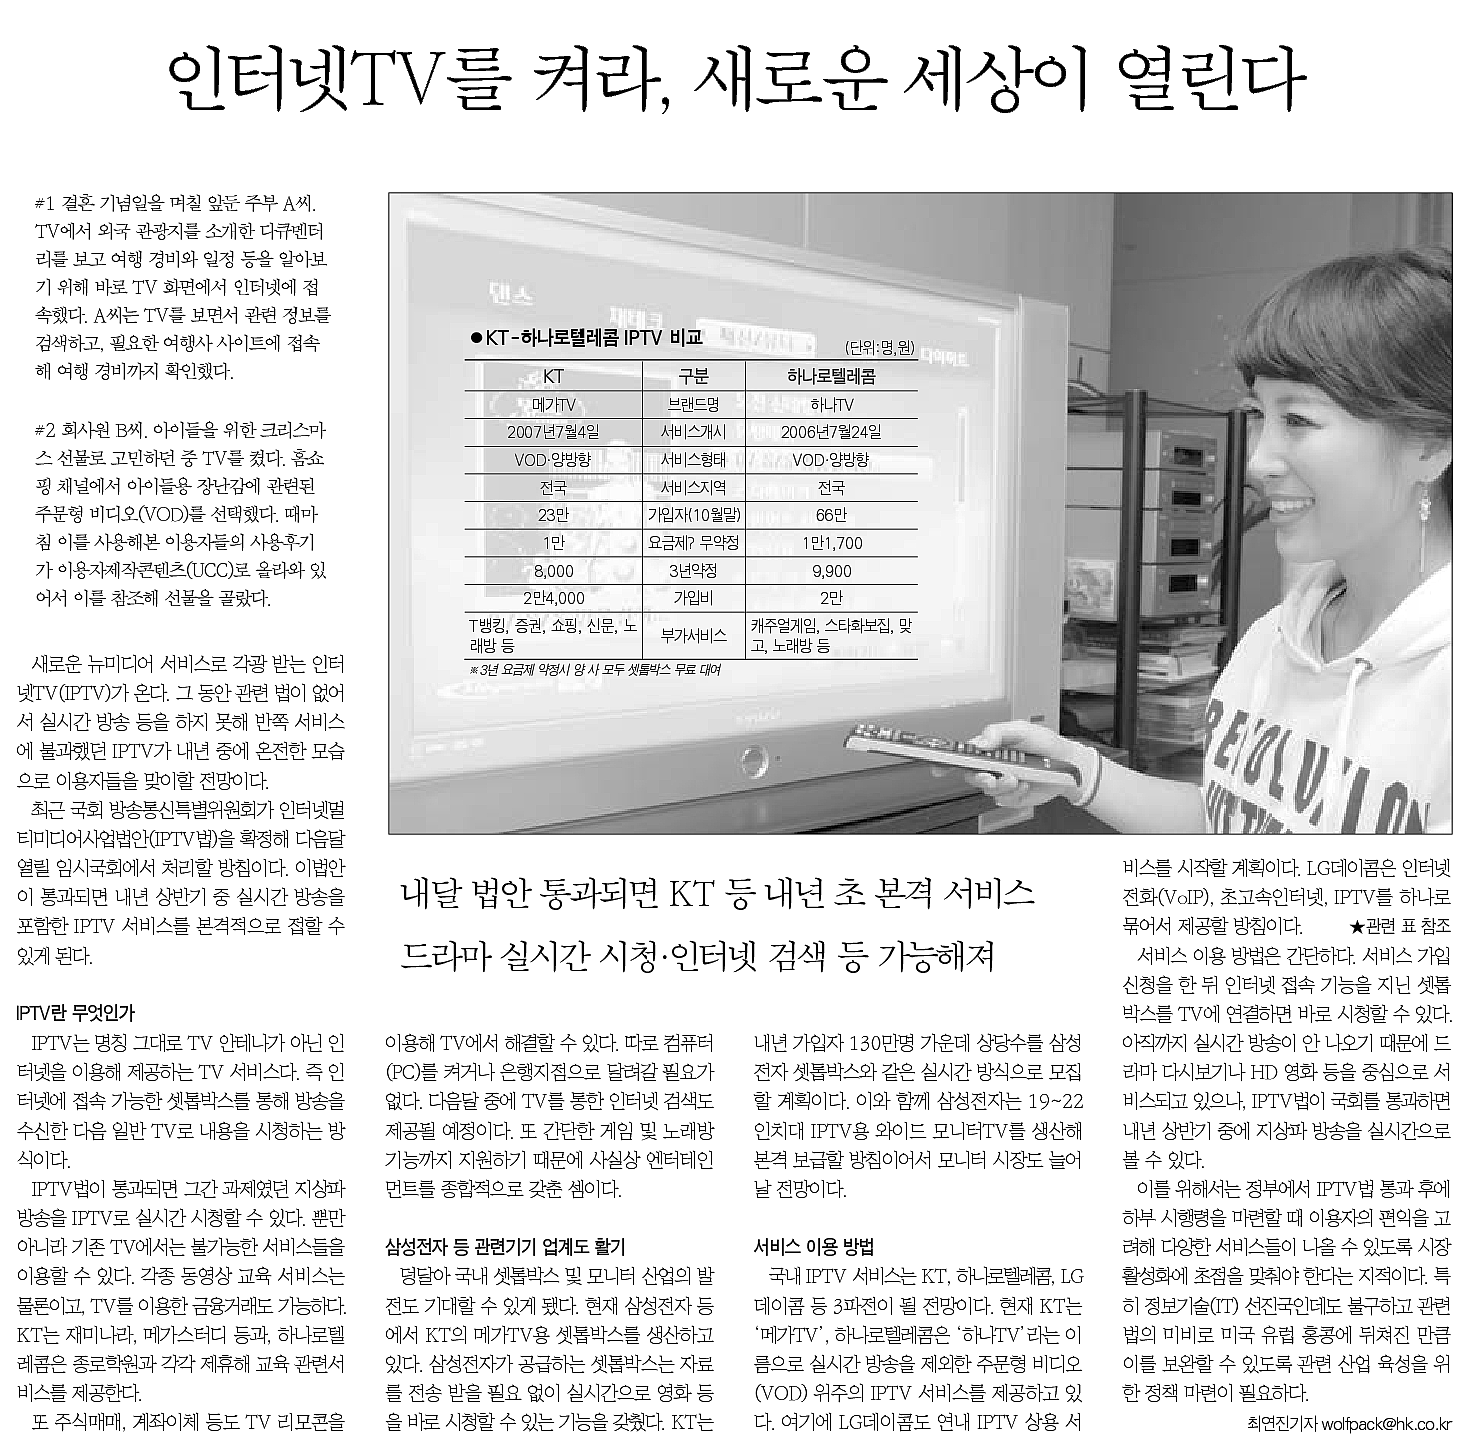 인터넷TV를 켜라, 새로운 세상이 열린다
#1 결혼 기념일을 며칠 앞둔 주부 A씨.
TV에서 외국 관광지를 소개한 다큐멘터
리를 보고 여행 경비와 일정 등을 알아보
기 위해 바로 TV 화면에서 인터넷에 접
속했다. A씨는 TV를 보면서 관련 정보를
검색하고, 필요한 여행사 사이트에 접속
해 여행 경비까지 확인했다.
#2 회사원 B씨. 아이들을 위한 크리스마
스 선물로 고민하던 중 TV를 켰다. 홈쇼
핑 채널에서 아이들용 장난감에 관련된
주문형 비디오(VOD)를 선택했다. 때마
침 이를 사용해본 이용자들의 사용후기
가 이용자제작콘텐츠(UCC)로 올라와 있
어서 이를 참조해 선물을 골랐다.
새로운 뉴미디어 서비스로 각광 받는 인터
넷TV(IPTV)가 온다. 그 동안 관련 법이 없어
서 실시간 방송 등을 하지 못해 반쪽 서비스
에 불과했던 IPTV가 내년 중에 온전한 모습
으로 이용자들을 맞이할 전망이다.
최근 국회 방송통신특별위원회가 인터넷멀
티미디어사업법안(IPTV법)을 확정해 다음달
열릴 임시국회에서 처리할 방침이다. 이법안
이 통과되면 내년 상반기 중 실시간 방송을
포함한 IPTV 서비스를 본격적으로 접할 수
있게 된다.
IPTV란 무엇인가
IPTV는 명칭 그대로 TV 안테나가 아닌 인
터넷을 이용해 제공하는 TV 서비스다. 즉 인
터넷에 접속 가능한 셋톱박스를 통해 방송을
수신한 다음 일반 TV로 내용을 시청하는 방
식이다.
IPTV법이 통과되면 그간 과제였던 지상파
방송을 IPTV로 실시간 시청할 수 있다. 뿐만
아니라 기존 TV에서는 불가능한 서비스들을
이용할 수 있다. 각종 동영상 교육 서비스는
물론이고, TV를 이용한 금융거래도 가능하다.
KT는 재미나라, 메가스터디 등과, 하나로텔
레콤은 종로학원과 각각 제휴해 교육 관련서
비스를 제공한다.
또 주식매매, 계좌이체 등도 TV 리모콘을
댄스
재테크
다이어트
●KT-하나로텔레콤 IPTV 비교
(단위:명,원)
KT 구분 하나로텔레콤
메가TV 브랜드명 하나TV
2007년7월4일 서비스개시 2006년7월24일
VOD·양방향 서비스형태 VOD·양방향
전국 서비스지역 전국
23만 가입자(10월말) 66만
1만 요금제? 무약정 1만1,700
8,000 3년약정 9,900
2만4,000 가입비 2만
T뱅킹, 증권, 쇼핑, 신문, 노래방 등 부가서비스 캐주얼게임, 스타화보집, 맞고, 노래방 등
※3년 요금제 약정시 양 사 모두 셋톱박스 무료 대여
REVOLUTION
내달 법안 통과되면 KT 등 내년 초 본격 서비스
드라마 실시간 시청·인터넷 검색 등 가능해져
이용해 TV에서 해결할 수 있다. 따로 컴퓨터
(PC)를 켜거나 은행지점으로 달려갈 필요가
없다. 다음달 중에 TV를 통한 인터넷 검색도
제공될 예정이다. 또 간단한 게임 및 노래방
기능까지 지원하기 때문에 사실상 엔터테인
먼트를 종합적으로 갖춘 셈이다.
삼성전자 등 관련기기 업계도 활기
덩달아 국내 셋톱박스 및 모니터 산업의 발
전도 기대할 수 있게 됐다. 현재 삼성전자 등
에서 KT의 메가TV용 셋톱박스를 생산하고
있다. 삼성전자가 공급하는 셋톱박스는 자료
를 전송 받을 필요 없이 실시간으로 영화 등
을 바로 시청할 수 있는 기능을 갖췄다. KT는
내년 가입자 130만명 가운데 상당수를 삼성
전자 셋톱박스와 같은 실시간 방식으로 모집
할 계획이다. 이와 함께 삼성전자는 19~22
인치대 IPTV용 와이드 모니터TV를 생산해
본격 보급할 방침이어서 모니터 시장도 늘어
날 전망이다.
서비스 이용 방법
국내 IPTV 서비스는 KT, 하나로텔레콤, LG
데이콤 등 3파전이 될 전망이다. 현재 KT는
‘메가TV’, 하나로텔레콤은 ‘하나TV’라는 이
름으로 실시간 방송을 제외한 주문형 비디오
(VOD) 위주의 IPTV 서비스를 제공하고 있
다. 여기에 LG데이콤도 연내 IPTV 상용 서
비스를 시작할 계획이다. LG데이콤은 인터넷
전화(VoIP), 초고속인터넷, IPTV를 하나로
묶어서 제공할 방침이다. ★관련 표 참조
서비스 이용 방법은 간단하다. 서비스 가입
신청을 한 뒤 인터넷 접속 기능을 지닌 셋톱
박스를 TV에 연결하면 바로 시청할 수 있다.
아직까지 실시간 방송이 안 나오기 때문에 드
라마 다시보기나 HD 영화 등을 중심으로 서
비스되고 있으나, IPTV법이 국회를 통과하면
내년 상반기 중에 지상파 방송을 실시간으로
볼 수 있다.
이를 위해서는 정부에서 IPTV법 통과 후에
하부 시행령을 마련할 때 이용자의 편익을 고
려해 다양한 서비스들이 나올 수 있도록 시장
활성화에 초점을 맞춰야 한다는 지적이다. 특
히 정보기술(IT) 선진국인데도 불구하고 관련
법의 미비로 미국 유럽 홍콩에 뒤쳐진 만큼
이를 보완할 수 있도록 관련 산업 육성을 위
한 정책 마련이 필요하다.
최연진기자 wolfpack@hk.co.kr